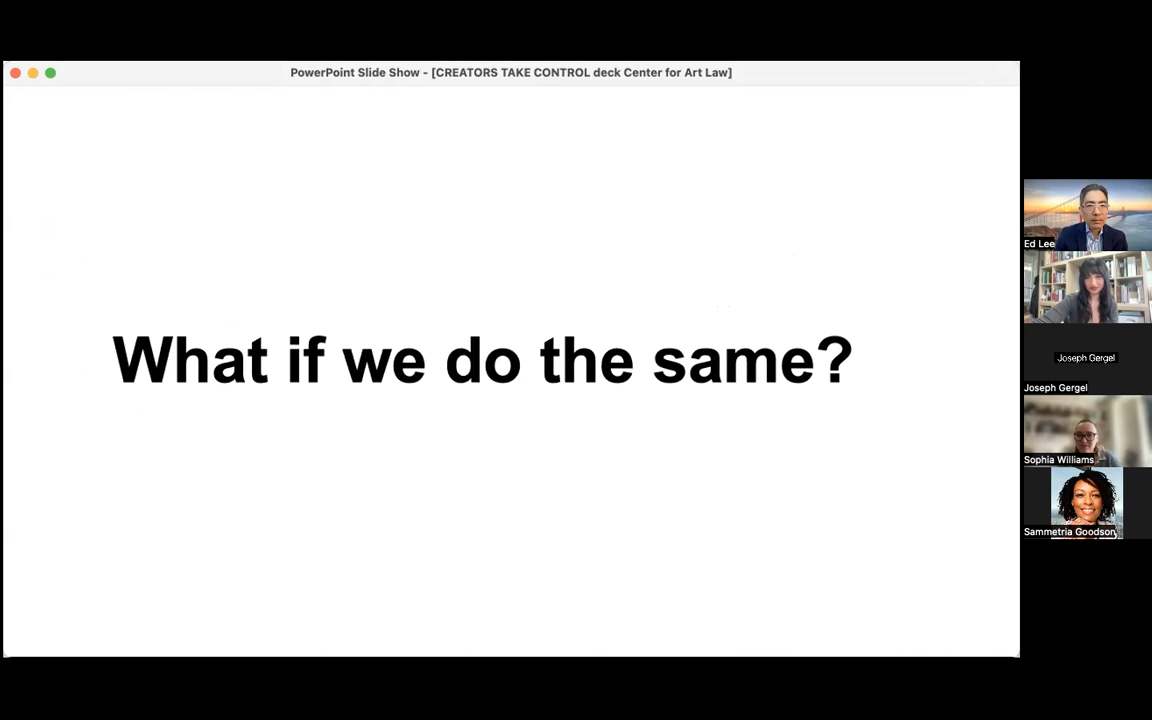 PowerPoint Slide Show - [CREATORS TAKE CONTROL deck Center for Art Law]
What if we do the same?
Ed Lee
Joseph Gergel
Joseph Gergel
Sophia Williams
Sammetria Goodson